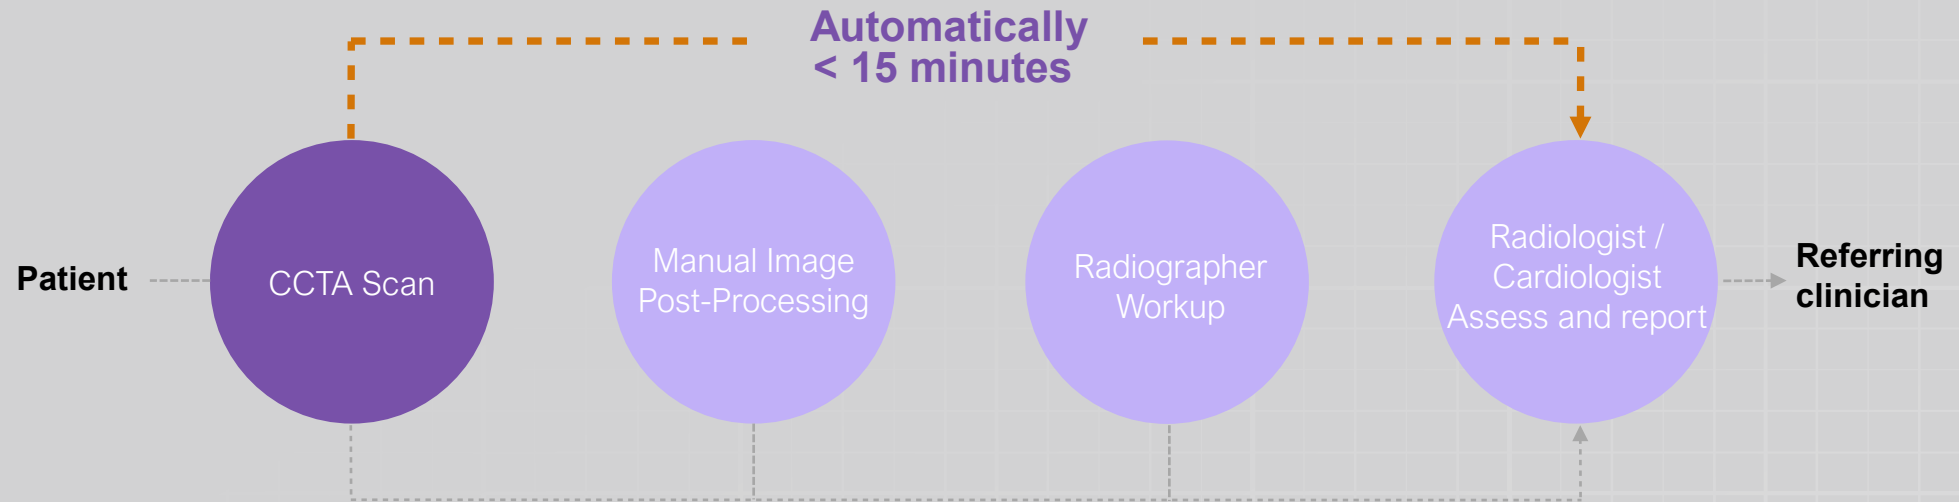 Automatically
< 15 minutes
Patient
CCTA Scan
Manual Image
Post-Processing
Radiographer
Workup
Radiologist /
Cardiologist
Assess and report
Referring
clinician